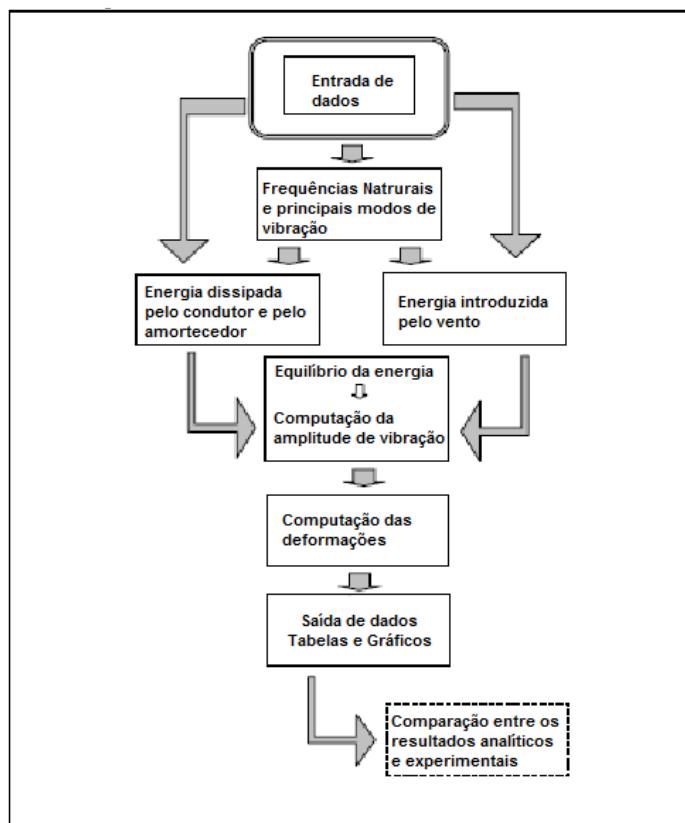 Entrada de
dados
Frequências Natrurais
e principais modos de
vibração
Energia dissipada
pelo condutor e pelo
amortecedor
Energia introduzida
pelo vento
Equilíbrio da energia
Computação da
amplitude de vibração
Computação das
deformações
Saída de dados
Tabelas e Gráficos
Comparação entre os
resultados analíticos
e experimentais